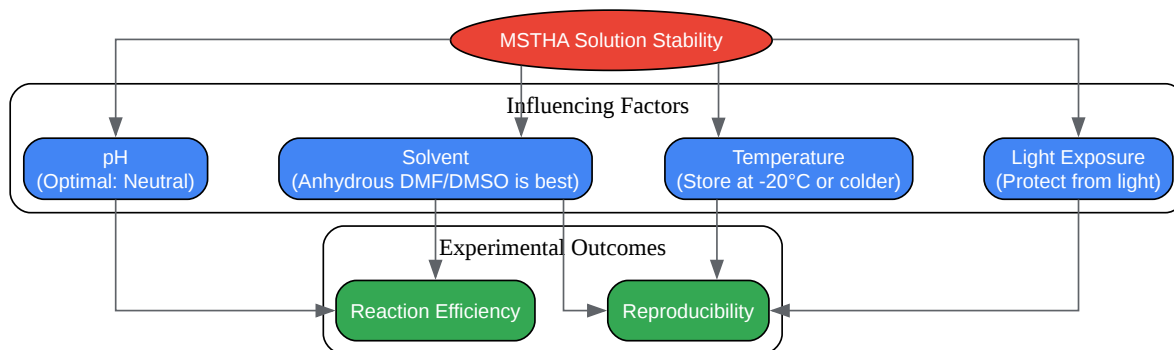 MSTHA Solution Stability
Influencing Factors
pH
(Optimal: Neutral)
Solvent
(Anhydrous DMF/DMSO is best)
Temperature
(Store at -20°C or colder)
Light Exposure
(Protect from light)
Experimental Outcomes
Reaction Efficiency
Reproducibility